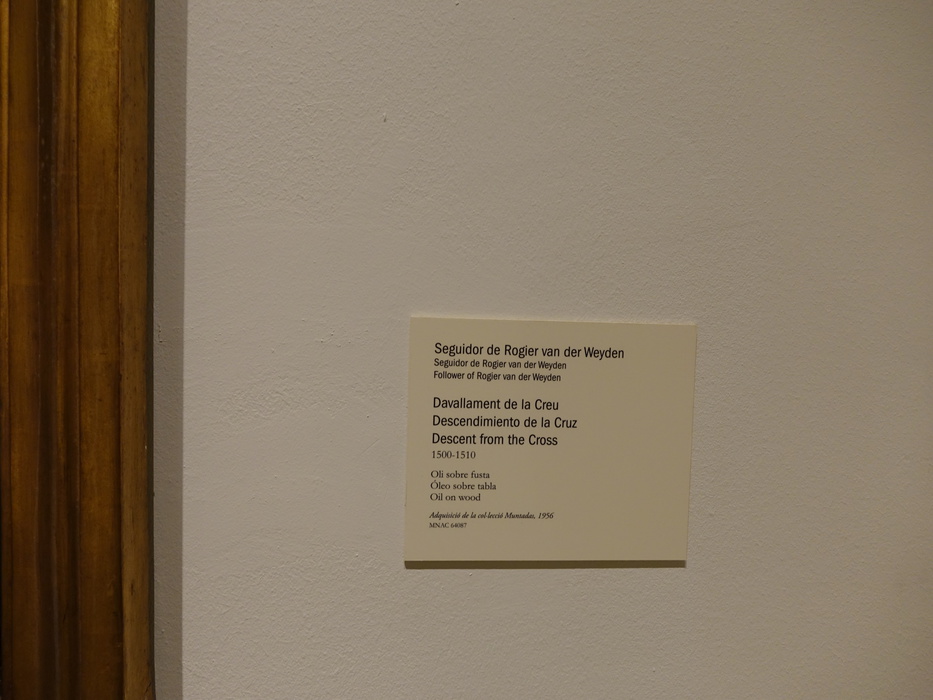 Seguidor de Rogier van der Weyden
Seguidor de Rogier van der Weyden
Follower of Rogier van der Weyden
Davallament de la Creu
Descendimiento de la Cruz
Descent from the Cross
1500-1510
Oli sobre fusta
Óleo sobre tabla
Oil on wood
Adquisició de la col·lecció Muntadas, 1956
MNAC 64087